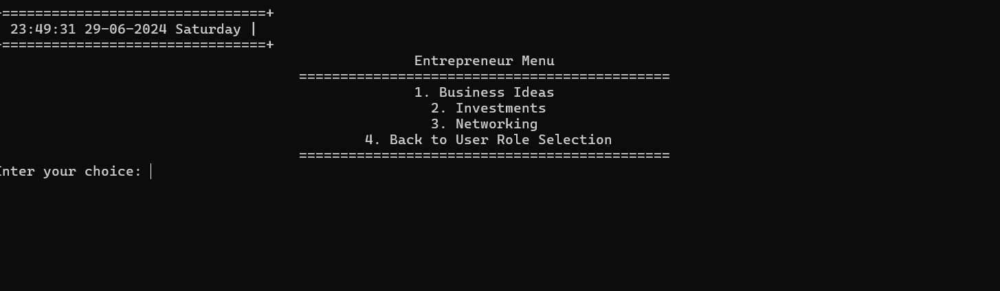 ================================+
23:49:31 29-06-2024 Saturday |
================================+
Entrepreneur Menu
=============================================
1. Business Ideas
2. Investments
3. Networking
4. Back to User Role Selection
=============================================
Enter your choice: